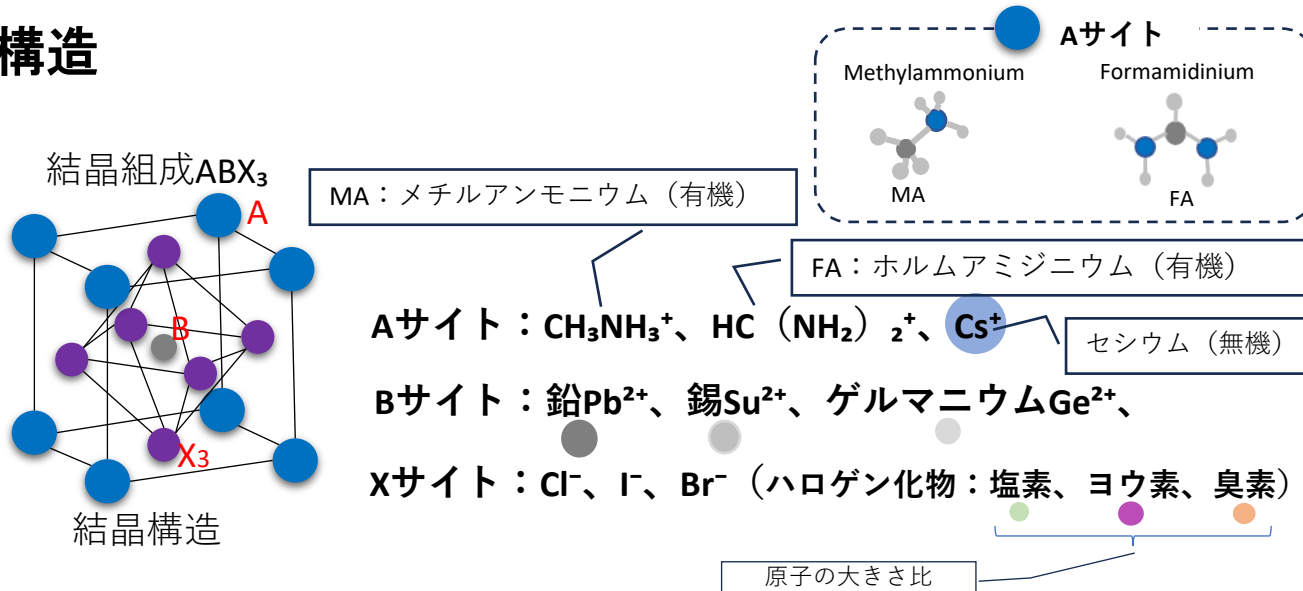 構造
Aサイト
Methylammonium
Formamidinium
MA
FA
結晶組成ABX₃
A
B
X₃
結晶構造
MA：メチルアンモニウム（有機）
FA：ホルムアミジニウム（有機）
Aサイト：CH₃NH₃⁺、HC（NH₂）₂⁺、Cs⁺
セシウム（無機）
Bサイト：鉛Pb²⁺、錫Su²⁺、ゲルマニウムGe²⁺、
Xサイト：Cl⁻、I⁻、Br⁻（ハロゲン化物：塩素、ヨウ素、臭素）
原子の大きさ比